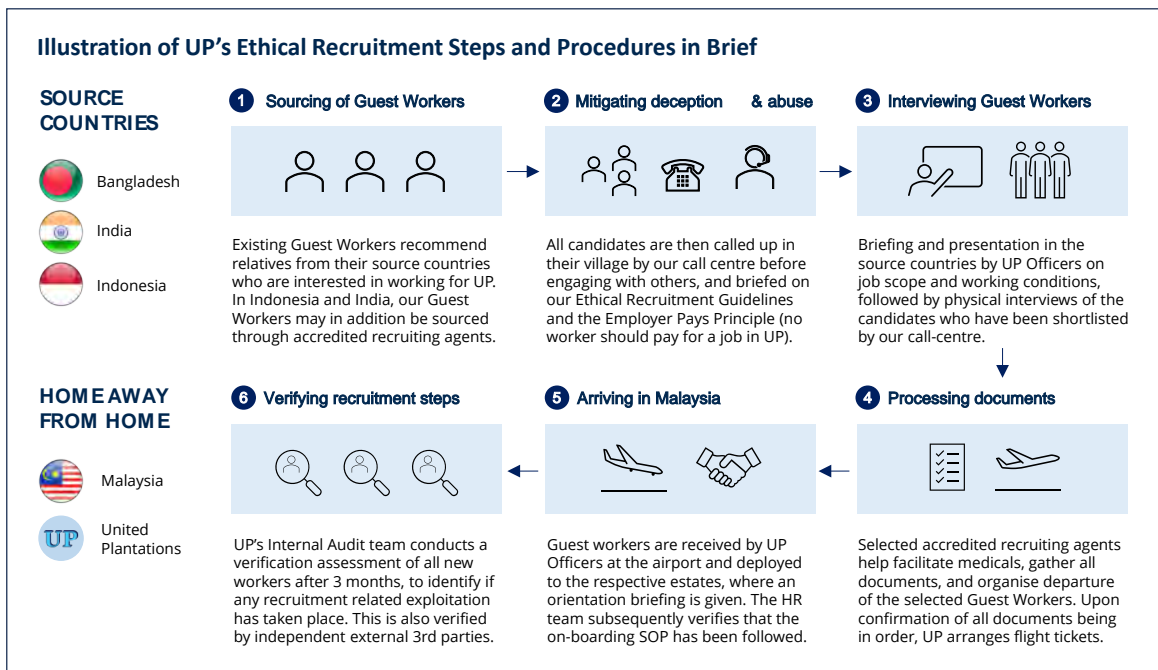 Illustration of UP's Ethical Recruitment Steps and Procedures in Brief
SOURCE
COUNTRIES
Bangladesh
India
Indonesia
1 Sourcing of Guest Workers
Existing Guest Workers recommend
relatives from their source countries
who are interested in working for UP.
In Indonesia and India, our Guest
Workers may in addition be sourced
through accredited recruiting agents.
2 Mitigating deception & abuse
All candidates are then called up in
their village by our call centre before
engaging with others, and briefed on
our Ethical Recruitment Guidelines
and the Employer Pays Principle (no
worker should pay for a job in UP).
3 Interviewing Guest Workers
Briefing and presentation in the
source countries by UP Officers on
job scope and working conditions,
followed by physical interviews of the
candidates who have been shortlisted
by our call-centre.
HOME AWAY
FROM HOME
Malaysia
UP
United
Plantations
6 Verifying recruitment steps
UP's Internal Audit team conducts a
verification assessment of all new
workers after 3 months, to identify if
any recruitment related exploitation
has taken place. This is also verified
by independent external 3rd parties.
5 Arriving in Malaysia
Guest workers are received by UP
Officers at the airport and deployed
to the respective estates, where an
orientation briefing is given. The HR
team subsequently verifies that the
on-boarding SOP has been followed.
4 Processing documents
Selected accredited recruiting agents
help facilitate medicals, gather all
documents, and organise departure
of the selected Guest Workers. Upon
confirmation of all documents being
in order, UP arranges flight tickets.